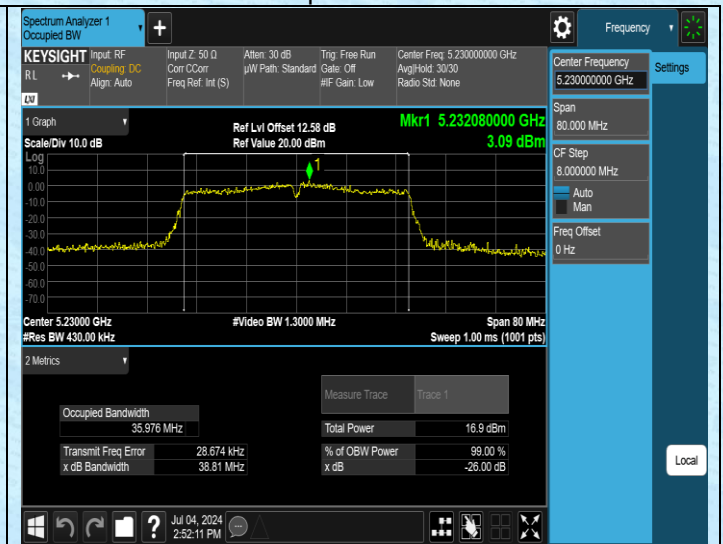 Spectrum Analyzer 1
Occupied BW
Frequency
KEYSIGHT
RL
LXI
Input: RF
Coupling: DC
Align: Auto
Input Z: 50 Ω
Corr CCorr
Freq Ref: Int (S)
Atten: 30 dB
µW Path: Standard
Trig: Free Run
Gate: Off
#IF Gain: Low
Center Freq: 5.230000000 GHz
Avg|Hold: 30/30
Radio Std: None
Center Frequency
5.230000000 GHz
Settings
Span
80.000 MHz
CF Step
8.000000 MHz
Auto
Man
Freq Offset
0 Hz
Local
1 Graph
Scale/Div 10.0 dB
Ref Lvl Offset 12.58 dB
Ref Value 20.00 dBm
Mkr1 5.232080000 GHz
3.09 dBm
Log
10.0
0.00
-10.0
-20.0
-30.0
-40.0
-50.0
-60.0
-70.0
1
Center 5.23000 GHz
#Res BW 430.00 kHz
#Video BW 1.3000 MHz
Span 80 MHz
Sweep 1.00 ms (1001 pts)
2 Metrics
Measure Trace
Trace 1
Occupied Bandwidth
35.976 MHz
Total Power
16.9 dBm
Transmit Freq Error
28.674 kHz
% of OBW Power
99.00 %
x dB Bandwidth
38.81 MHz
x dB
-26.00 dB
Jul 04, 2024
2:52:11 PM